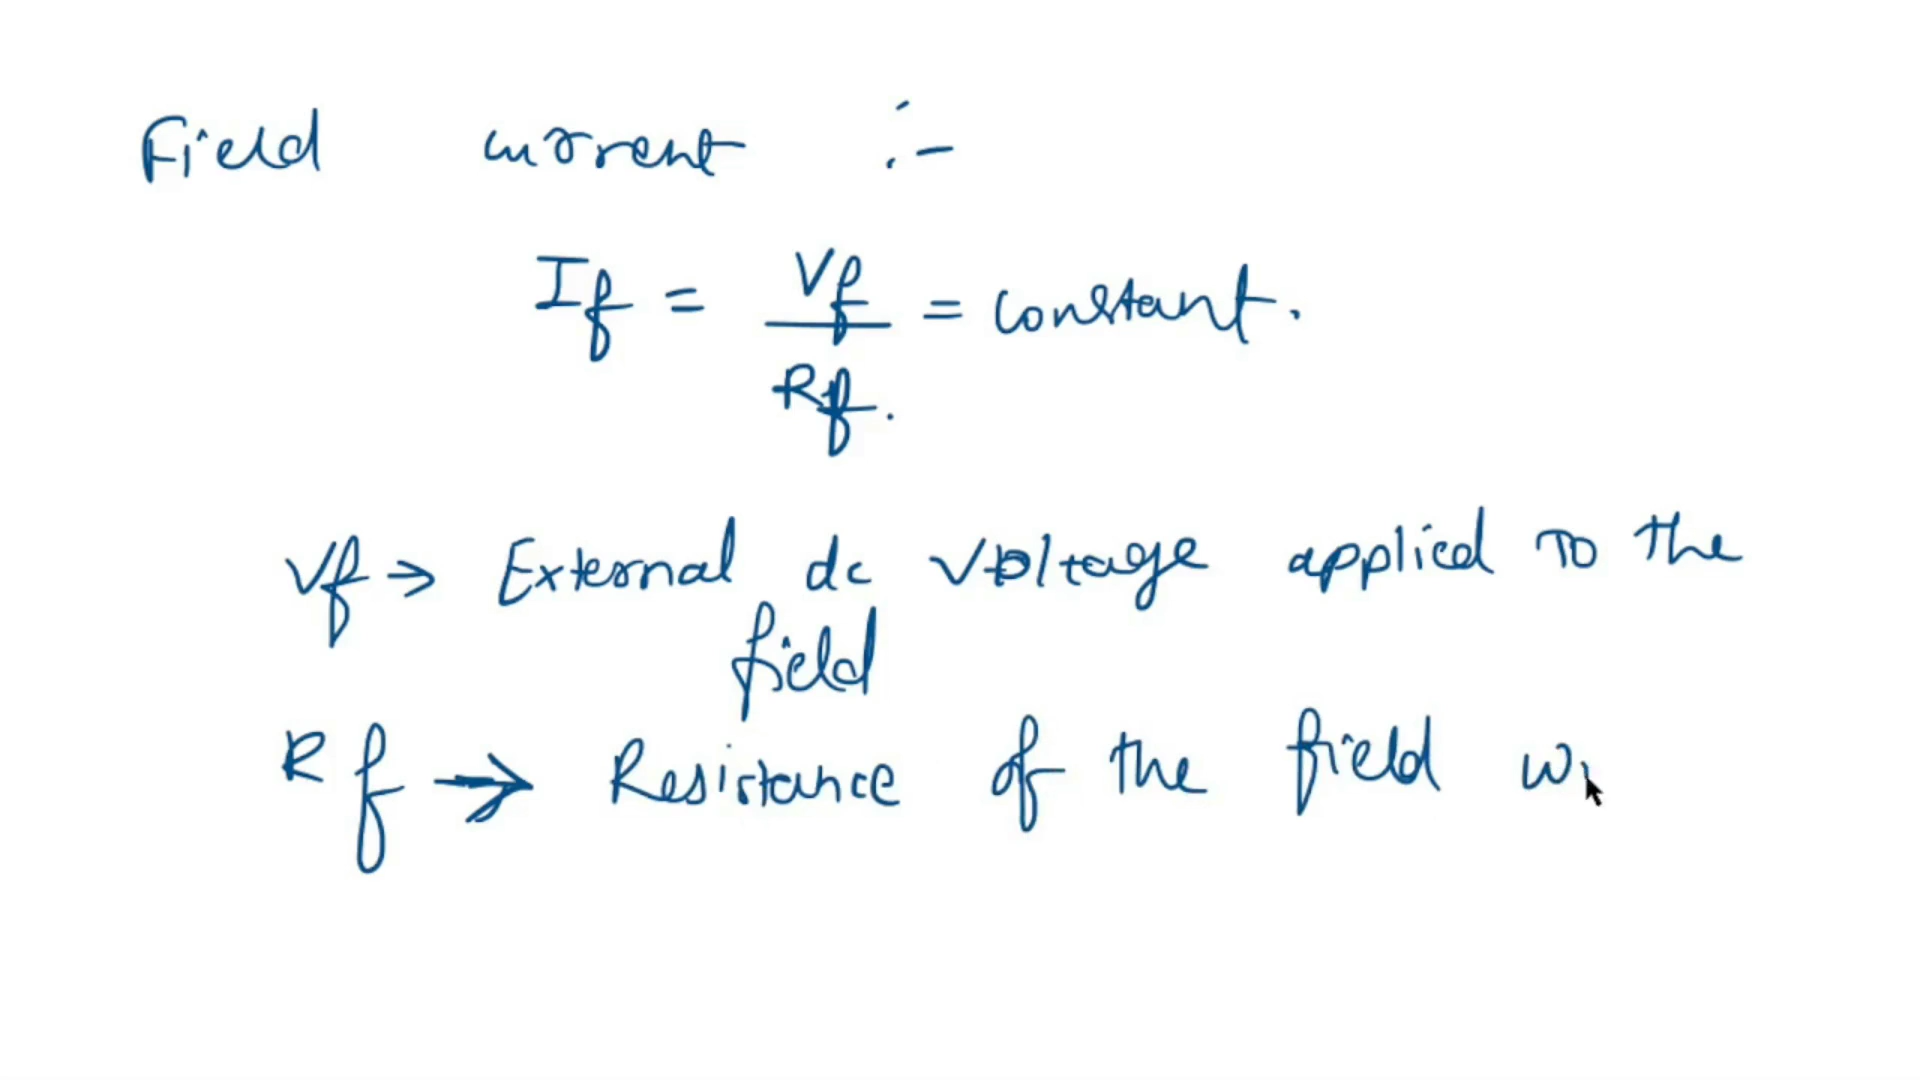 Field current :-
If = Vf / Rf. = constant.
Vf → External dc voltage applied to the
field
Rf → Resistance of the field wi